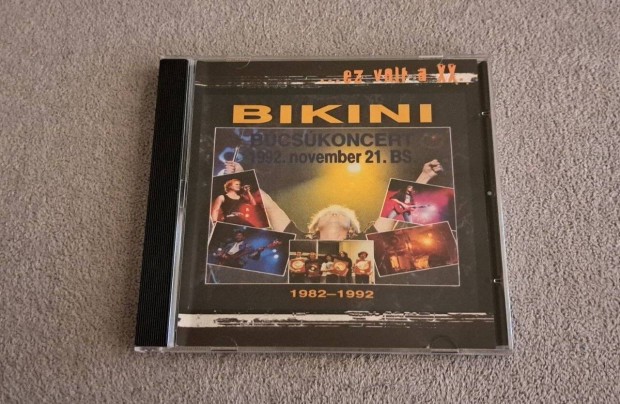 ...ez volt a XX..
BIKINI
BÚCSÚKONCERT
1992. november 21. BS
1982–1992